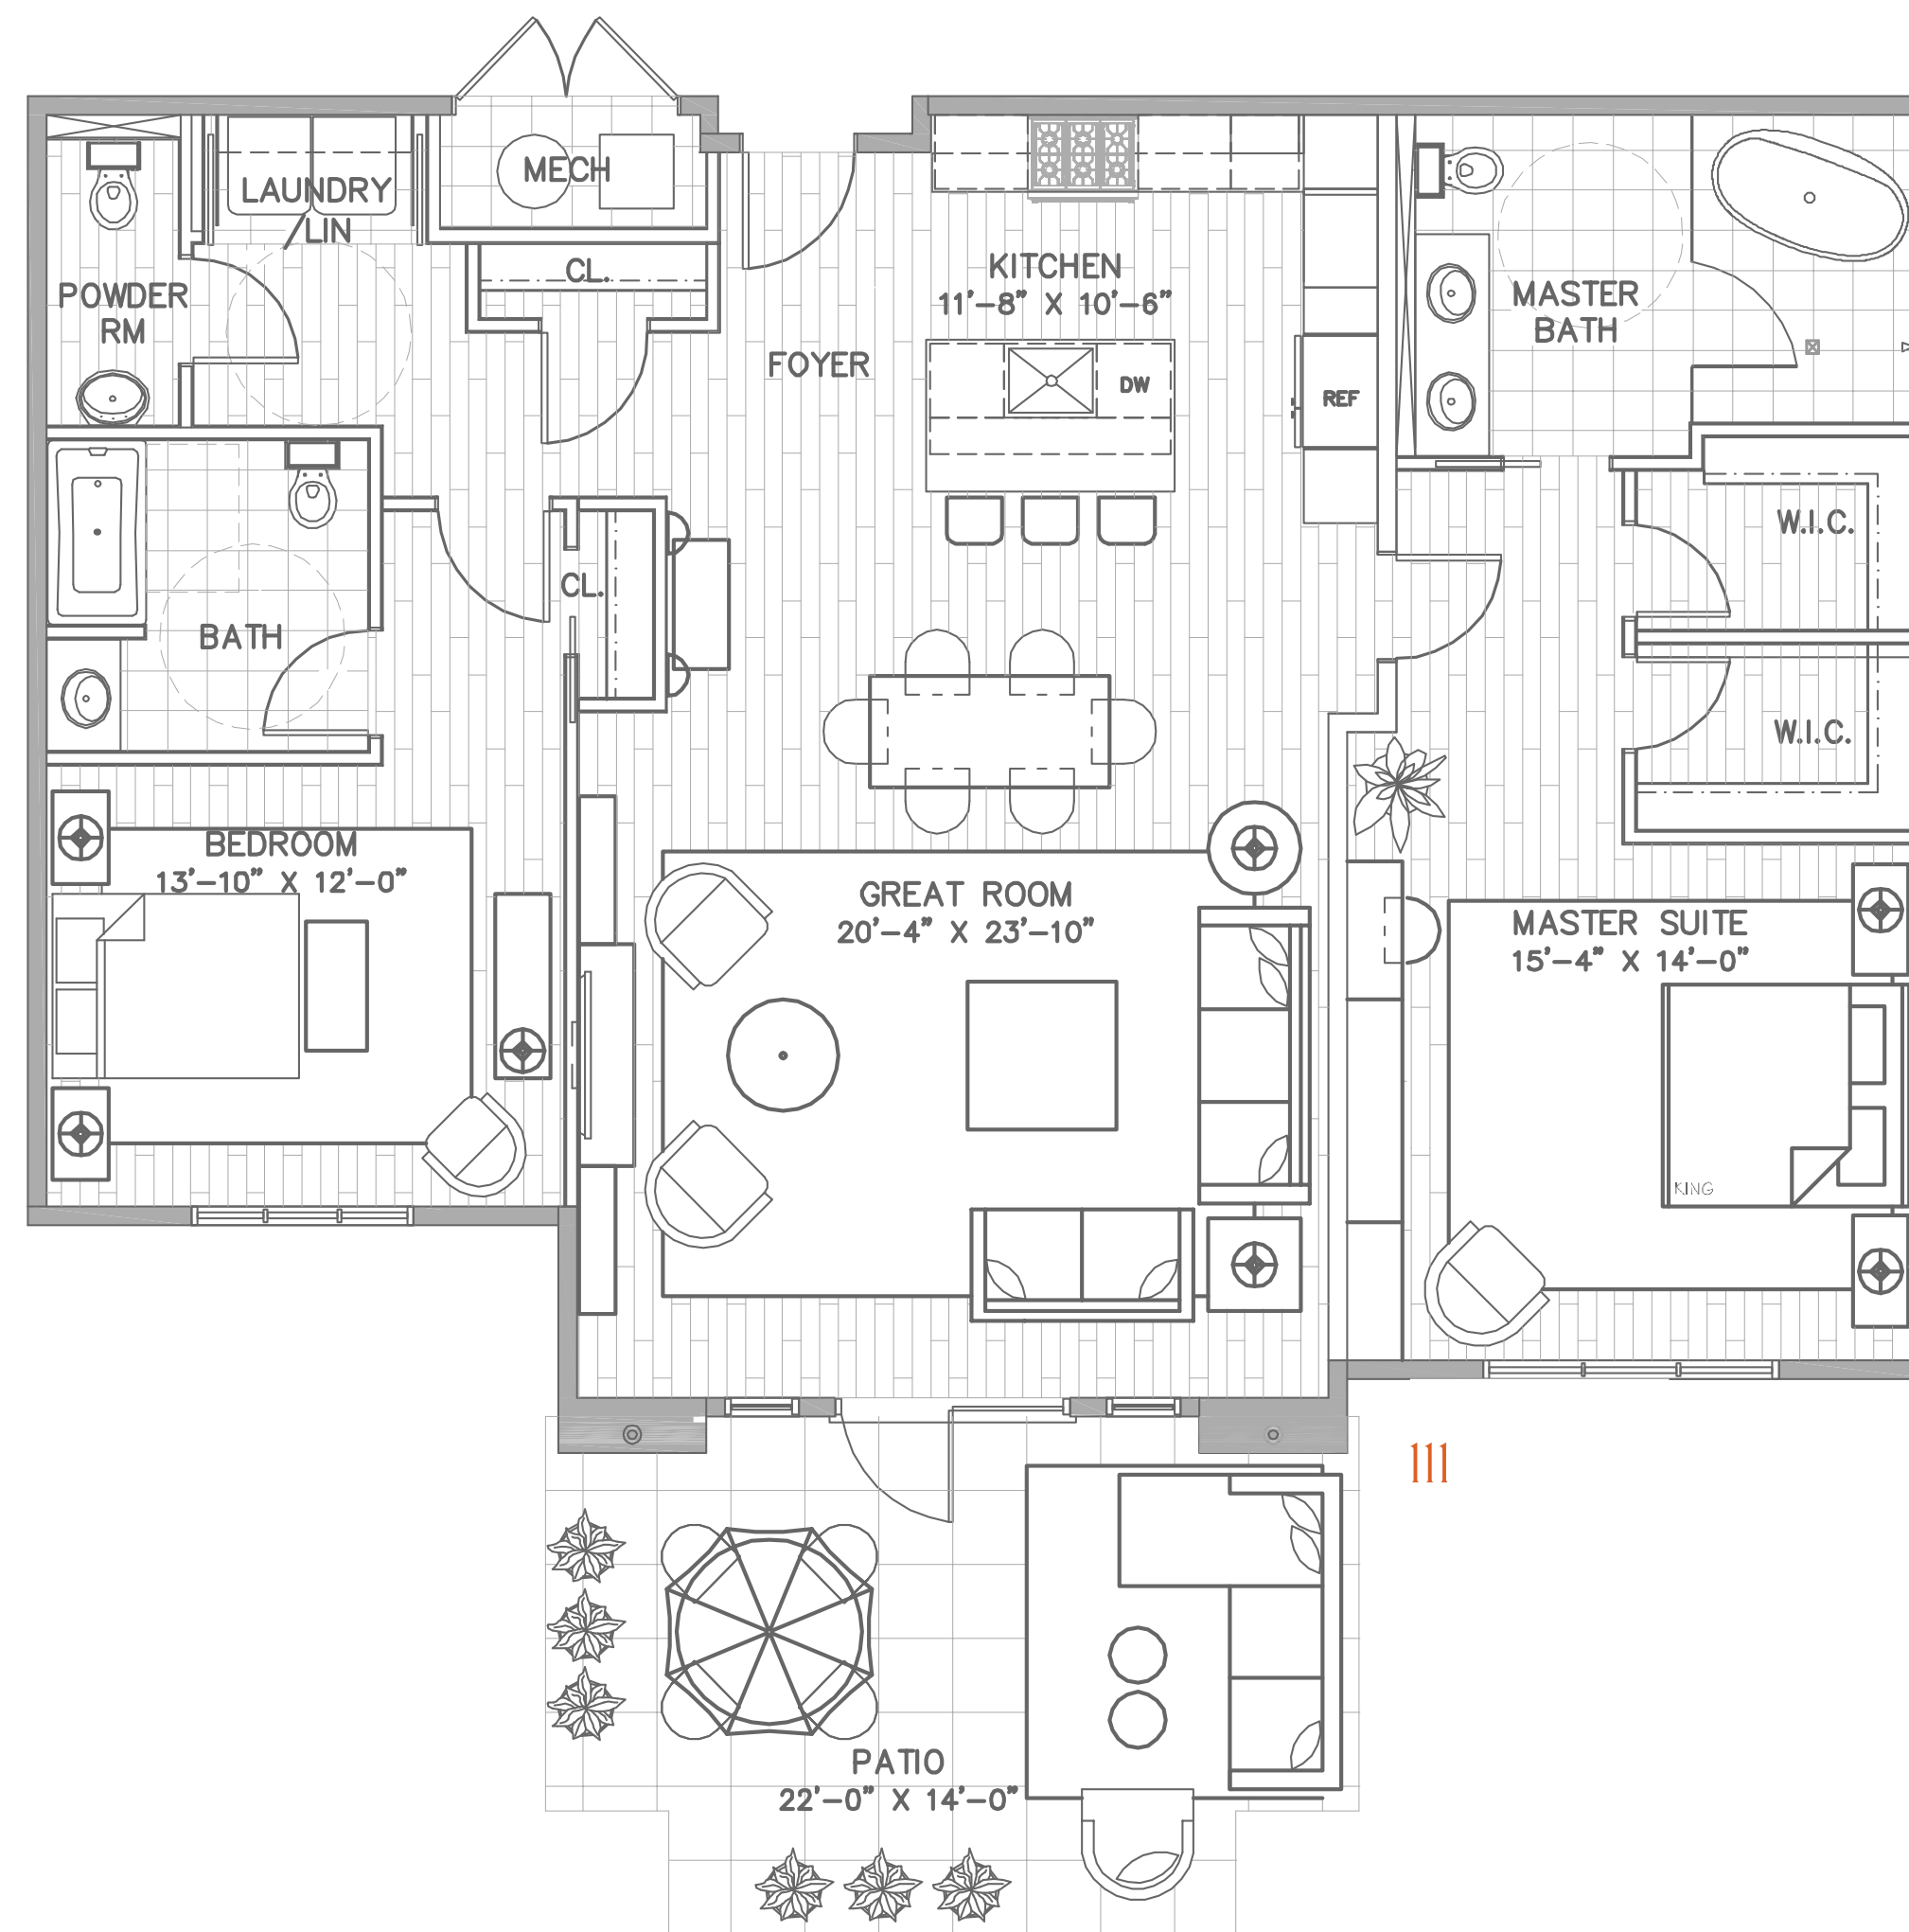 MECH
LAUNDRY
/LIN
CL.
KITCHEN
11'-8" X 10'-6"
POWDER
RM
MASTER
BATH
FOYER
DW
REF
W.I.C.
CL.
BATH
W.I.C.
BEDROOM
13'-10" X 12'-0"
GREAT ROOM
20'-4" X 23'-10"
MASTER SUITE
15'-4" X 14'-0"
KING
111
PATIO
22'-0" X 14'-0"